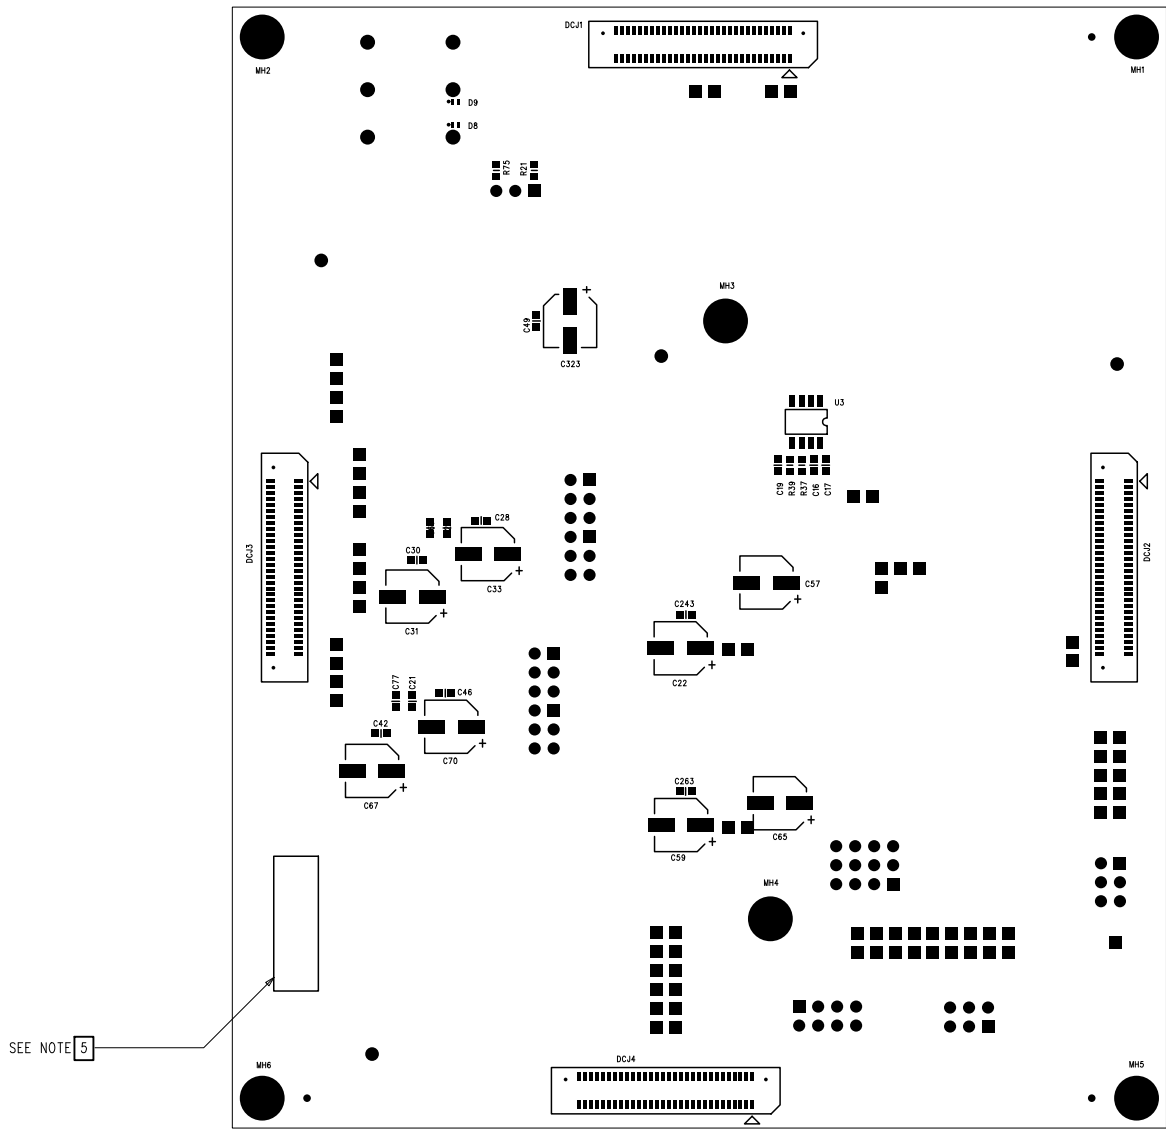 DCJ1
MH2
MH1
D9
D8
R75
R21
MH3
+
C49
C323
U3
C19
R39
R37
C16
C17
DCJ3
DCJ2
C28
C30
C33
+
C31
+
C57
+
C243
C22
+
C77
C21
C46
C42
C70
+
C67
+
C263
C65
+
C59
+
MH4
SEE NOTE 5
DCJ4
MH6
MH5